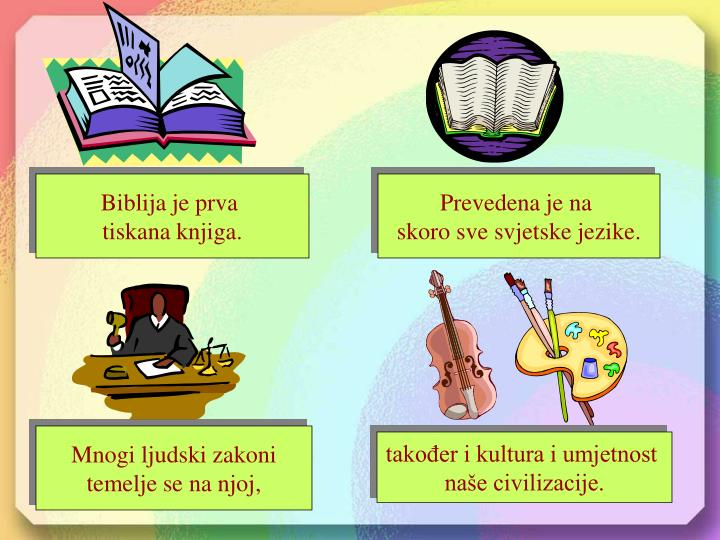 Biblija je prva
tiskana knjiga.
Prevedena je na
skoro sve svjetske jezike.
Mnogi ljudski zakoni
temelje se na njoj,
također i kultura i umjetnost
naše civilizacije.